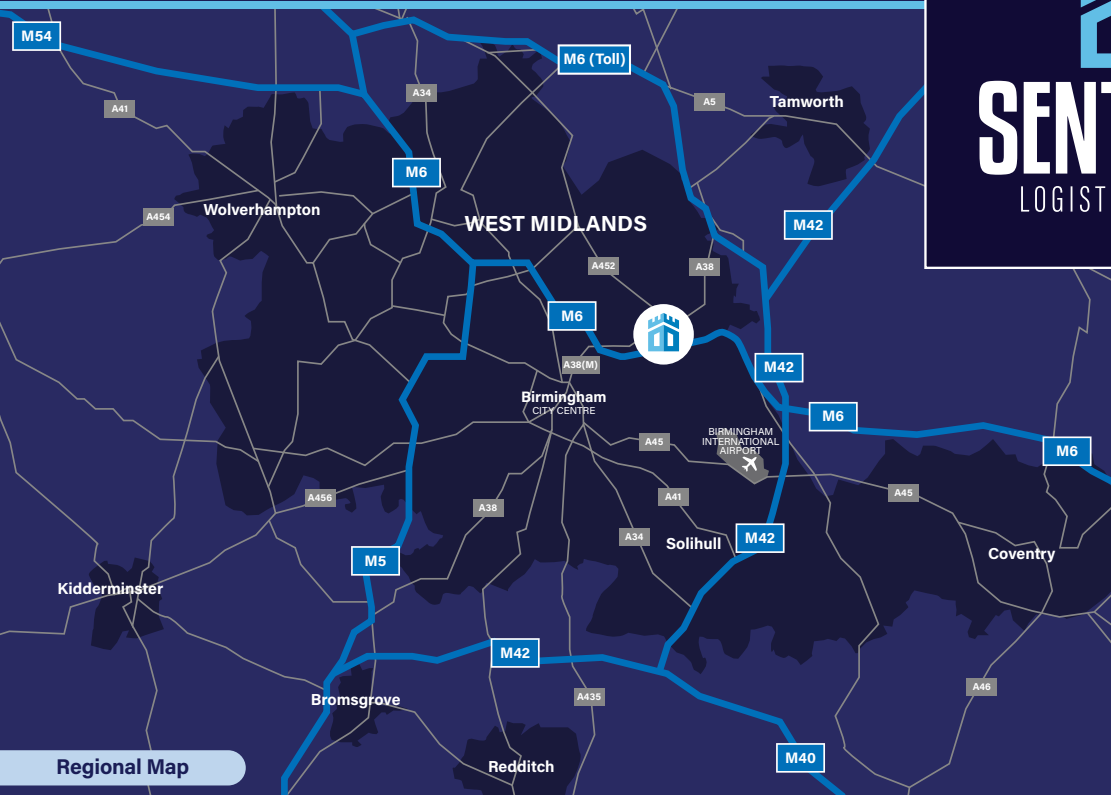 M54
M6 (Toll)
A34
A41
A5
Tamworth
SENT
LOGIST
M6
Wolverhampton
A454
WEST MIDLANDS
M42
A452
A38
M6
A38(M)
M42
Birmingham
CITY CENTRE
M6
A45
BIRMINGHAM
INTERNATIONAL
AIRPORT
M6
A456
A38
A41
A45
A34
Solihull
M42
Coventry
M5
Kidderminster
M42
Bromsgrove
A435
A46
Regional Map
Redditch
M40